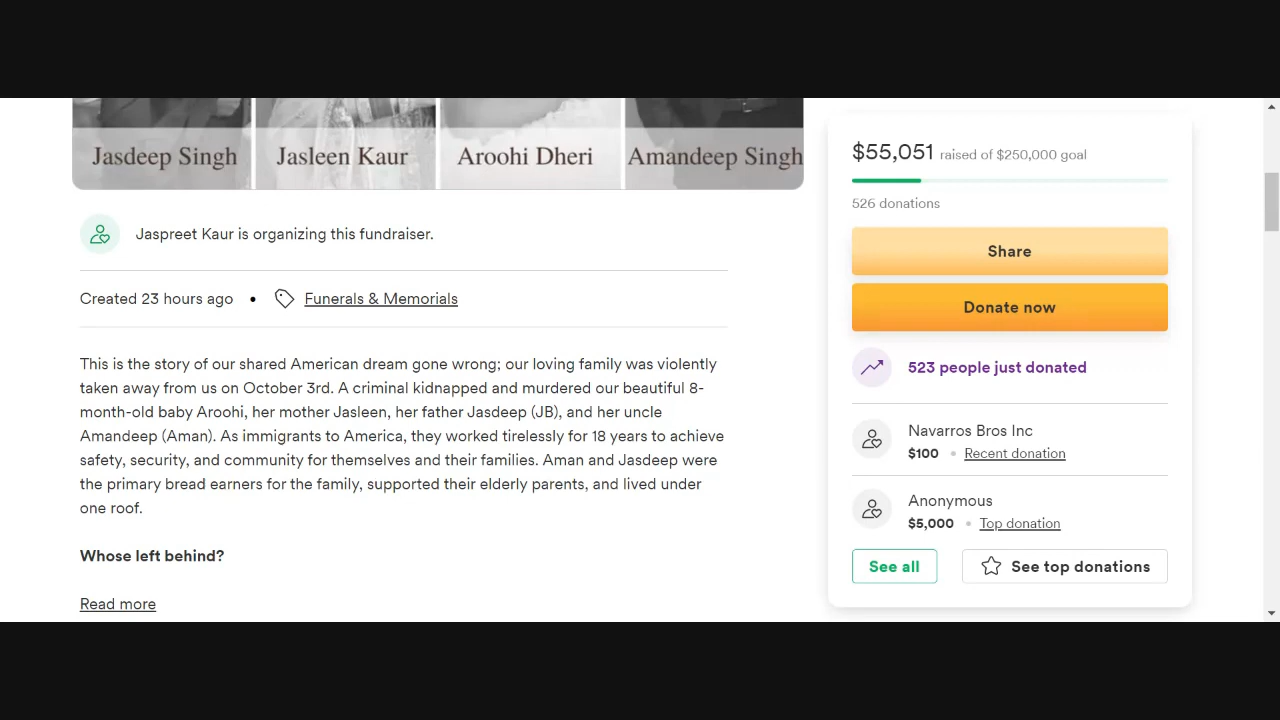 Jasdeep Singh
Jasleen Kaur
Aroohi Dheri
Amandeep Singh
Jaspreet Kaur is organizing this fundraiser.
Created 23 hours ago • Funerals & Memorials
This is the story of our shared American dream gone wrong; our loving family was violently
taken away from us on October 3rd. A criminal kidnapped and murdered our beautiful 8-
month-old baby Aroohi, her mother Jasleen, her father Jasdeep (JB), and her uncle
Amandeep (Aman). As immigrants to America, they worked tirelessly for 18 years to achieve
safety, security, and community for themselves and their families. Aman and Jasdeep were
the primary bread earners for the family, supported their elderly parents, and lived under
one roof.
Whose left behind?
Read more
$55,051 raised of $250,000 goal
526 donations
Share
Donate now
523 people just donated
Navarros Bros Inc
$100 • Recent donation
Anonymous
$5,000 • Top donation
See all
See top donations